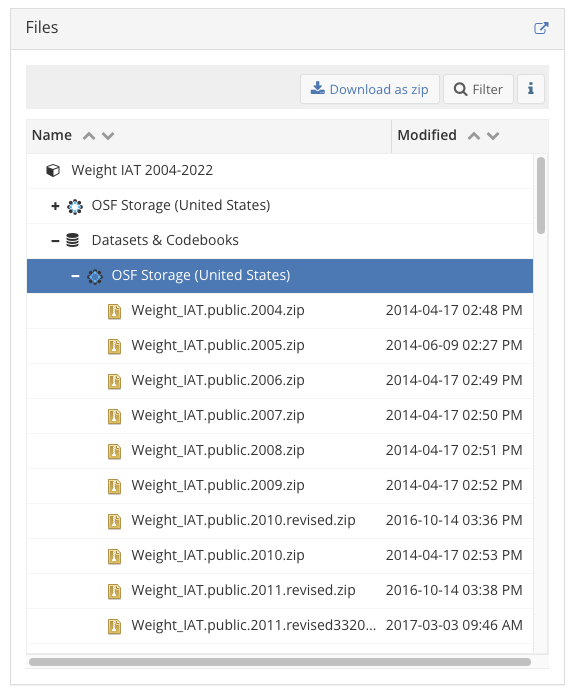 Files
Download as zip
Filter
i
Name Modified
Weight IAT 2004-2022
OSF Storage (United States)
Datasets & Codebooks
OSF Storage (United States)
Weight_IAT.public.2004.zip 2014-04-17 02:48 PM
Weight_IAT.public.2005.zip 2014-06-09 02:27 PM
Weight_IAT.public.2006.zip 2014-04-17 02:49 PM
Weight_IAT.public.2007.zip 2014-04-17 02:50 PM
Weight_IAT.public.2008.zip 2014-04-17 02:51 PM
Weight_IAT.public.2009.zip 2014-04-17 02:52 PM
Weight_IAT.public.2010.revised.zip 2016-10-14 03:36 PM
Weight_IAT.public.2010.zip 2014-04-17 02:53 PM
Weight_IAT.public.2011.revised.zip 2016-10-14 03:38 PM
Weight_IAT.public.2011.revised3320... 2017-03-03 09:46 AM